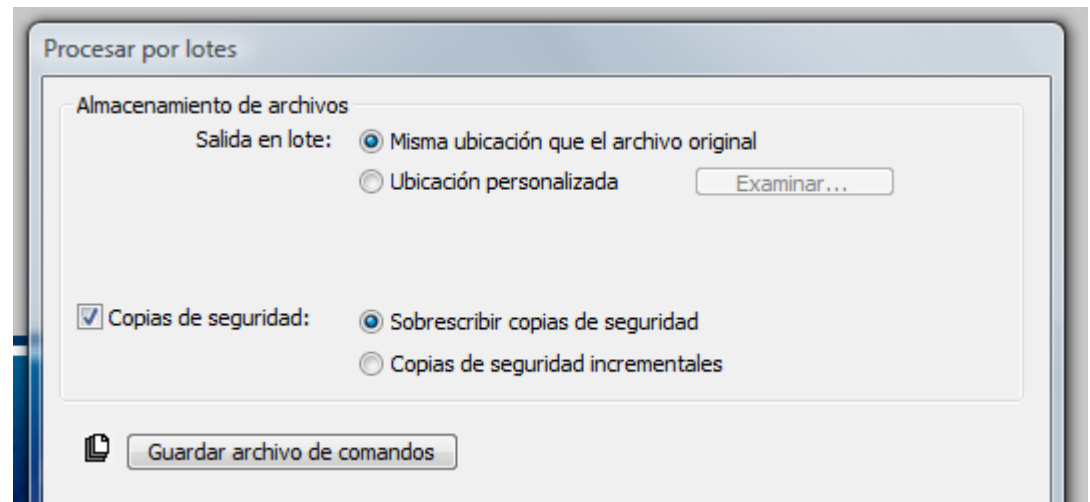 Procesar por lotes
Almacenamiento de archivos
Salida en lote: Misma ubicación que el archivo original
Ubicación personalizada Examinar...
Copias de seguridad: Sobrescribir copias de seguridad
Copias de seguridad incrementales
Guardar archivo de comandos